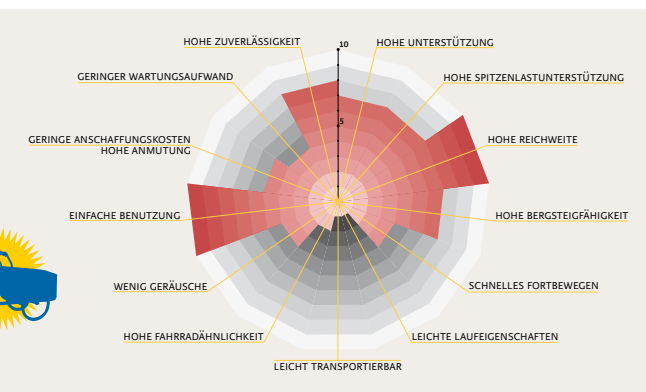 10
HOHE ZUVERLÄSSIGKEIT
HOHE UNTERSTÜTZUNG
GERINGER WARTUNGSAUFWAND
HOHE SPITZENLASTUNTERSTÜTZUNG
5
GERINGE ANSCHAFFUNGSKOSTEN
HOHE ANMUTUNG
HOHE REICHWEITE
EINFACHE BENUTZUNG
HOHE BERGSTEIGFÄHIGKEIT
WENIG GERÄUSCHE
SCHNELLES FORTBEWEGEN
HOHE FAHRRADÄHNLICHKEIT
LEICHTE LAUFEIGENSCHAFTEN
LEICHT TRANSPORTIERBAR